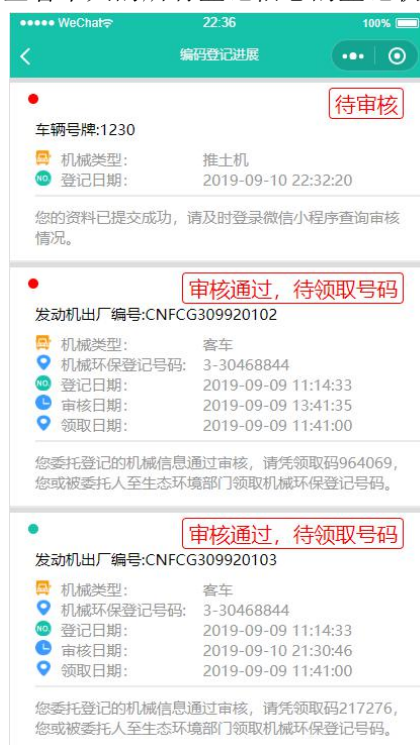 WeChat 22:36 100%
编码登记进展
待审核
车辆号牌:1230
机械类型: 推土机
NO. 登记日期: 2019-09-10 22:32:20
您的资料已提交成功，请及时登录微信小程序查询审核
情况。
审核通过，待领取号码
发动机出厂编号:CNFCG309920102
机械类型: 客车
机械环保登记号码: 3-30468844
NO. 登记日期: 2019-09-09 11:14:33
审核日期: 2019-09-09 13:41:35
领取日期: 2019-09-09 11:41:00
您委托登记的机械信息通过审核，请凭领取码964069，
您或被委托人至生态环境部门领取机械环保登记号码。
审核通过，待领取号码
发动机出厂编号:CNFCG309920103
机械类型: 客车
机械环保登记号码: 3-30468844
NO. 登记日期: 2019-09-09 11:14:33
审核日期: 2019-09-10 21:30:46
领取日期: 2019-09-09 11:41:00
您委托登记的机械信息通过审核，请凭领取码217276，
您或被委托人至生态环境部门领取机械环保登记号码。